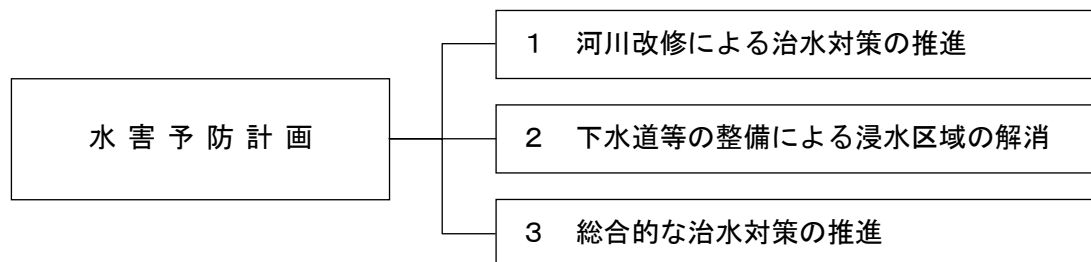 水害予防計画
１　河川改修による治水対策の推進
２　下水道等の整備による浸水区域の解消
３　総合的な治水対策の推進